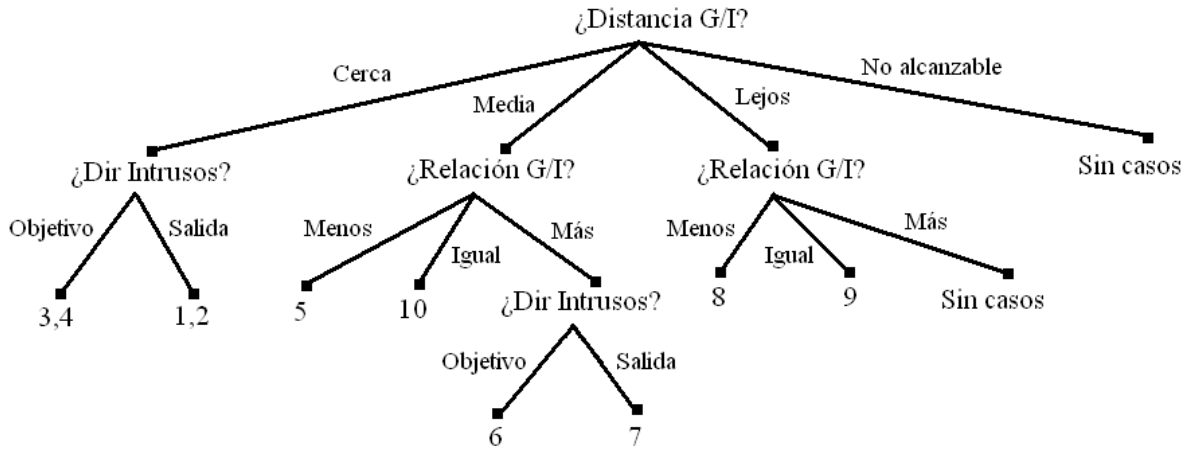 ¿Distancia G/I?
Cerca
Media
Lejos
No alcanzable
¿Dir Intrusos?
¿Relación G/I?
¿Relación G/I?
Sin casos
Objetivo
Salida
Menos
Igual
Más
Menos
Igual
Más
3,4
1,2
5
10
¿Dir Intrusos?
8
9
Sin casos
Objetivo
Salida
6
7